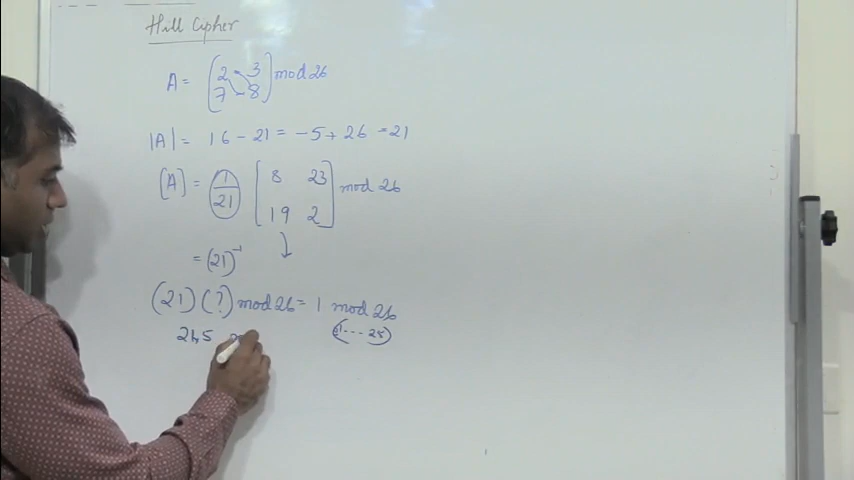 Hill Cipher
A = [2 3
7 8] mod 26
|A| = 16 - 21 = -5 + 26 = 21
[A] = 1/21 [8 23
19 2] mod 26
= (21)⁻¹
(21) (?) mod 26 = 1 mod 26
21,5 (1 --- 25)